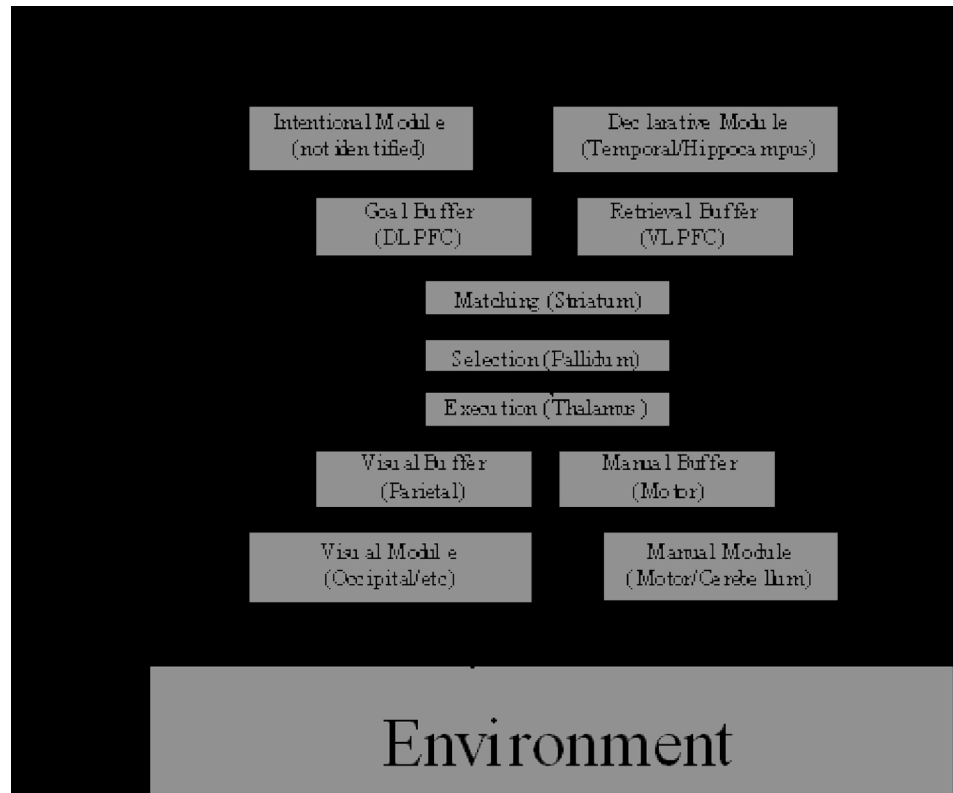 Intentional Module
(not identified)
Declarative Module
(Temporal/Hippocampus)
Goal Buffer
(DLPFC)
Retrieval Buffer
(VLPFC)
Matching (Striatum)
Selection (Pallidum)
Execution (Thalamus)
Visual Buffer
(Parietal)
Manual Buffer
(Motor)
Visual Module
(Occipital/etc)
Manual Module
(Motor/Cerebellum)
Environment